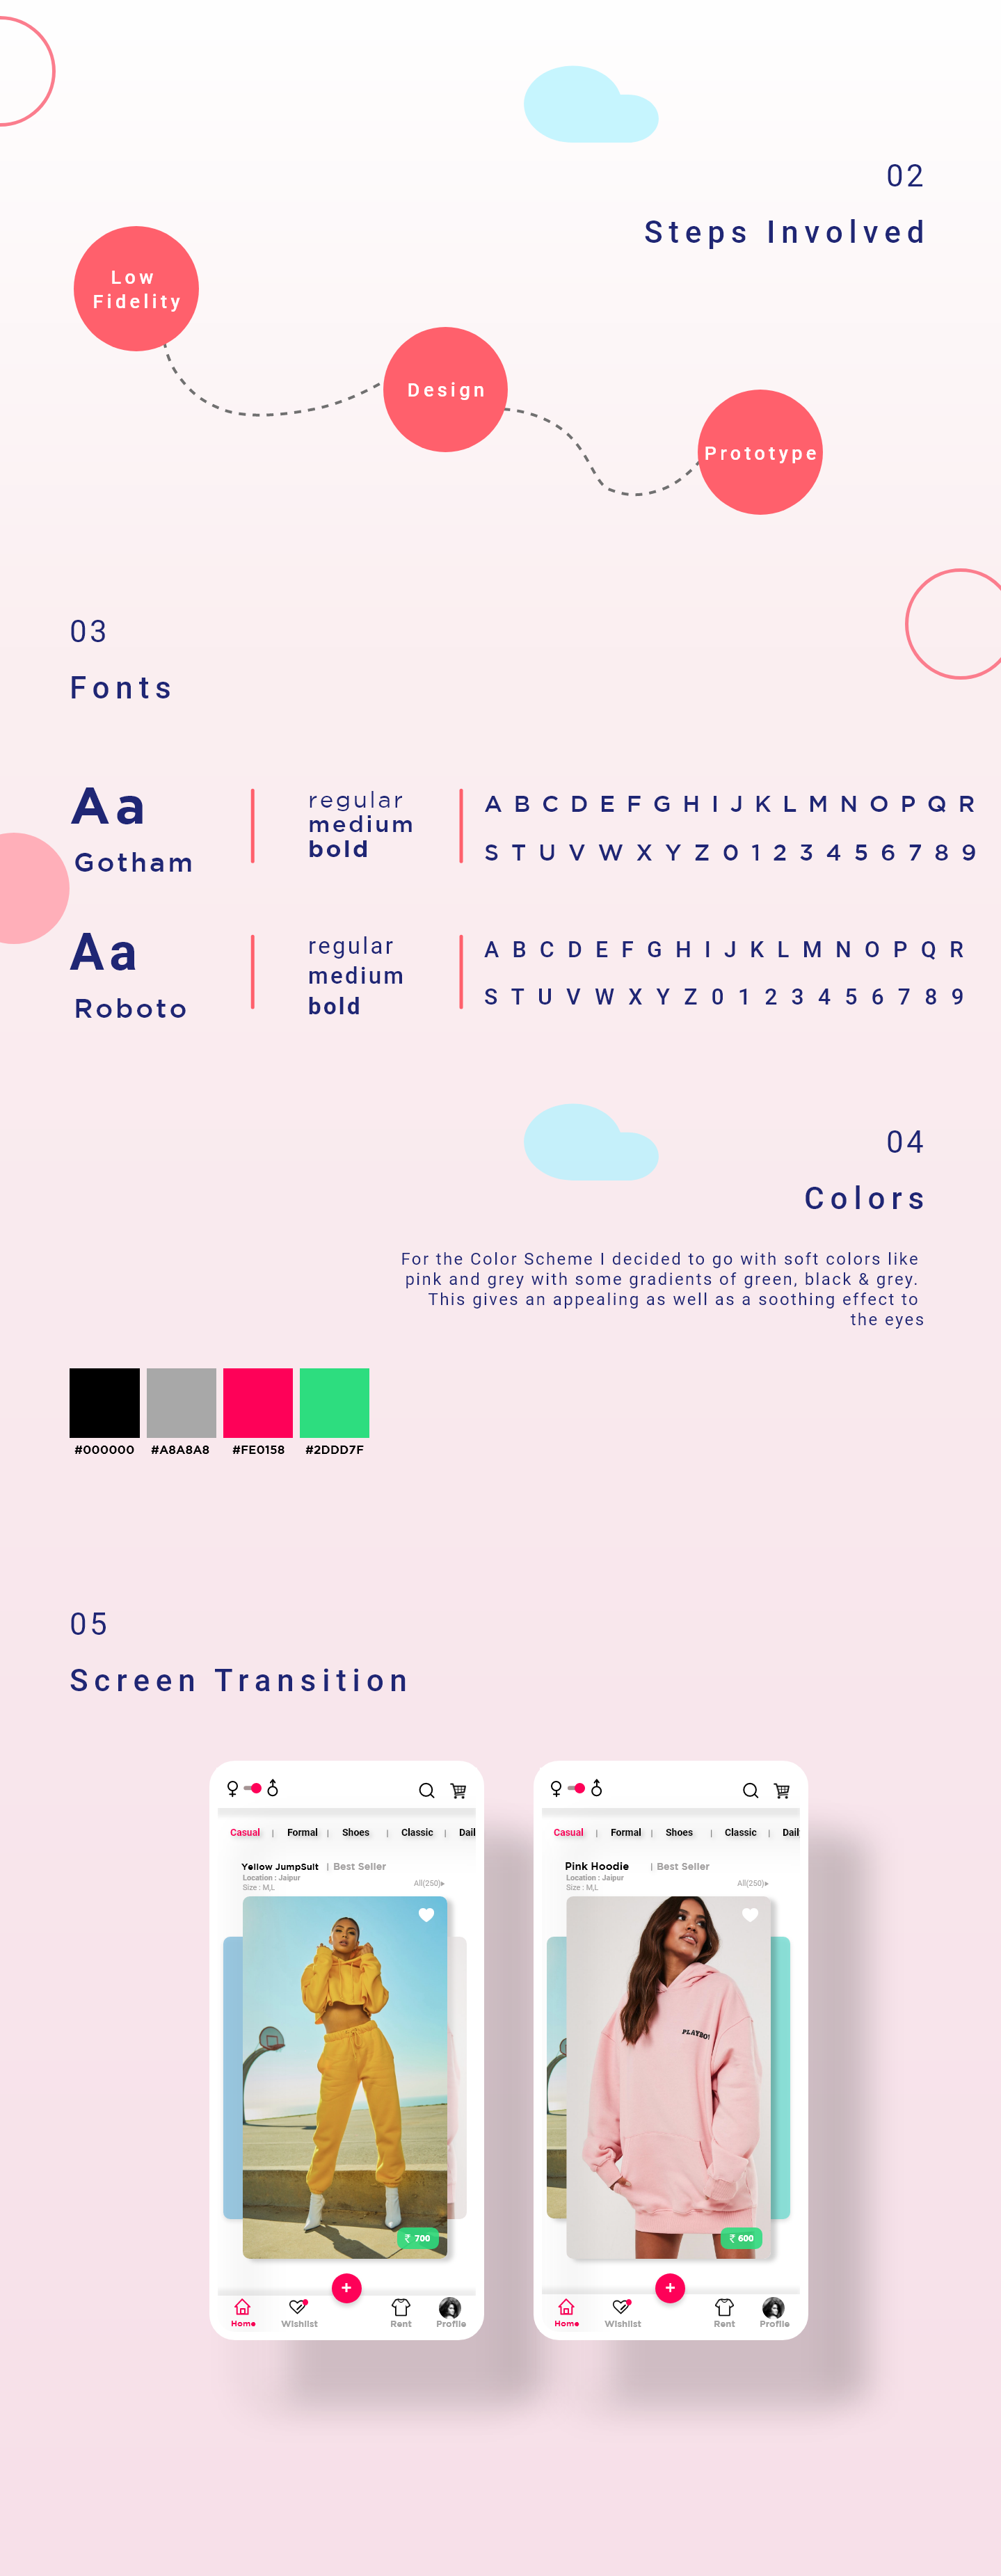 02
Steps Involved
Low
Fidelity
Design
Prototype
03
Fonts
Aa
Gotham
regular
medium
bold
A B C D E F G H I J K L M N O P Q R
S T U V W X Y Z 0 1 2 3 4 5 6 7 8 9
Aa
Roboto
regular
medium
bold
A B C D E F G H I J K L M N O P Q R
S T U V W X Y Z 0 1 2 3 4 5 6 7 8 9
04
Colors
For the Color Scheme I decided to go with soft colors like
pink and grey with some gradients of green, black & grey.
This gives an appealing as well as a soothing effect to
the eyes
#000000 #A8A8A8 #FE0158 #2DDD7F
05
Screen Transition
Casual | Formal | Shoes | Classic | Dail
Yellow JumpSuit | Best Seller
Location : Jaipur
Size : M,L
All(250)▸
₹ 700
+
Home Wishlist Rent Profile
Casual | Formal | Shoes | Classic | Dail
Pink Hoodie | Best Seller
Location : Jaipur
Size : M,L
All(250)▸
PLAYBOY
₹ 600
+
Home Wishlist Rent Profile